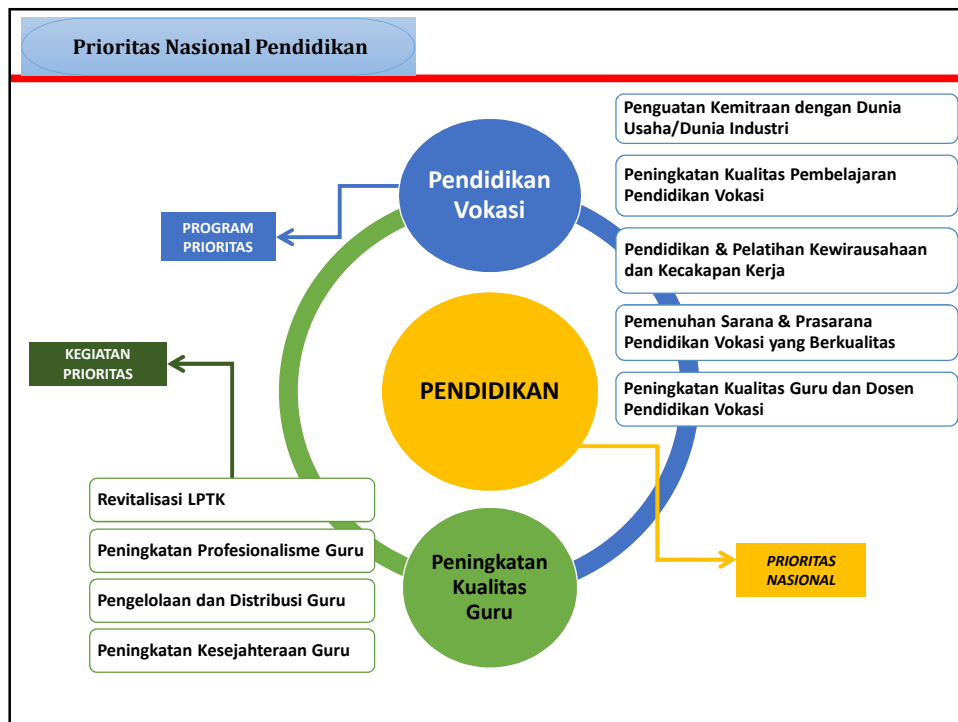 Prioritas Nasional Pendidikan
Pendidikan
Vokasi
PROGRAM
PRIORITAS
Penguatan Kemitraan dengan Dunia
Usaha/Dunia Industri
Peningkatan Kualitas Pembelajaran
Pendidikan Vokasi
Pendidikan & Pelatihan Kewirausahaan
dan Kecakapan Kerja
Pemenuhan Sarana & Prasarana
Pendidikan Vokasi yang Berkualitas
Peningkatan Kualitas Guru dan Dosen
Pendidikan Vokasi
KEGIATAN
PRIORITAS
PENDIDIKAN
Revitalisasi LPTK
Peningkatan Profesionalisme Guru
Pengelolaan dan Distribusi Guru
Peningkatan Kesejahteraan Guru
Peningkatan
Kualitas
Guru
PRIORITAS
NASIONAL